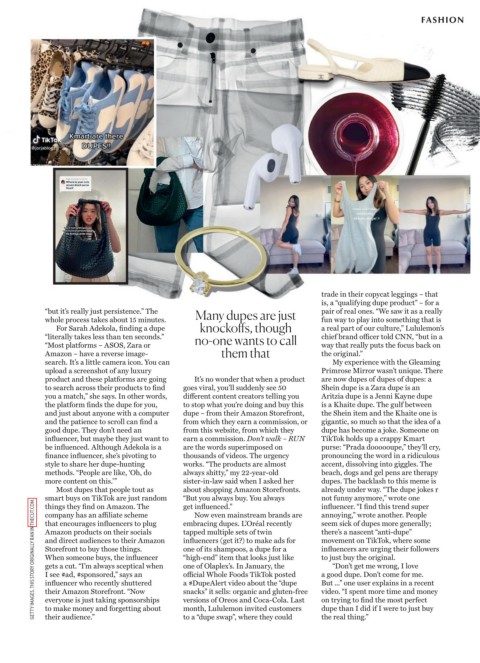 FASHION
Kmart are there
DUPES!!
TikTok
"but it's really just persistence." The
whole process takes about 15 minutes.
For Sarah Adekola, finding a dupe
"literally takes less than ten seconds."
"Most platforms – ASOS, Zara or
Amazon – have a reverse image-
search. It's a little camera icon. You can
upload a screenshot of any luxury
product and these platforms are going
to search across their products to find
you a match," she says. In other words,
the platform finds the dupe for you,
and just about anyone with a computer
and the patience to scroll can find a
good dupe. They don't need an
influencer, but maybe they just want to
be influenced. Although Adekola is a
finance influencer, she's pivoting to
style to share her dupe-hunting
methods. "People are like, 'Oh, do
more content on this.'"
Most dupes that people tout as
smart buys on TikTok are just random
things they find on Amazon. The
company has an affiliate scheme
that encourages influencers to plug
Amazon products on their socials
and direct audiences to their Amazon
Storefront to buy those things.
When someone buys, the influencer
gets a cut. "I'm always sceptical when
I see #ad, #sponsored," says an
influencer who recently shuttered
their Amazon Storefront. "Now
everyone is just taking sponsorships
to make money and forgetting about
their audience."
Many dupes are just
knockoffs, though
no-one wants to call
them that
It's no wonder that when a product
goes viral, you'll suddenly see 50
different content creators telling you
to stop what you're doing and buy this
dupe – from their Amazon Storefront,
from which they earn a commission, or
from this website, from which they
earn a commission. Don't walk – RUN
are the words superimposed on
thousands of videos. The urgency
works. "The products are almost
always shitty," my 22-year-old
sister-in-law said when I asked her
about shopping Amazon Storefronts.
"But you always buy. You always
get influenced."
Now even mainstream brands are
embracing dupes. L'Oréal recently
tapped multiple sets of twin
influencers (get it?) to make ads for
one of its shampoos, a dupe for a
"high-end" item that looks just like
one of Olaplex's. In January, the
official Whole Foods TikTok posted
a #DupeAlert video about the "dupe
snacks" it sells: organic and gluten-free
versions of Oreos and Coca-Cola. Last
month, Lululemon invited customers
to a "dupe swap", where they could
trade in their copycat leggings – that
is, a "qualifying dupe product" – for a
pair of real ones. "We saw it as a really
fun way to play into something that is
a real part of our culture," Lululemon's
chief brand officer told CNN, "but in a
way that really puts the focus back on
the original."
My experience with the Gleaming
Primrose Mirror wasn't unique. There
are now dupes of dupes of dupes: a
Shein dupe is a Zara dupe is an
Aritzia dupe is a Jenni Kayne dupe
is a Khaite dupe. The gulf between
the Shein item and the Khaite one is
gigantic, so much so that the idea of a
dupe has become a joke. Someone on
TikTok holds up a crappy Kmart
purse: "Prada doooooupe," they'll cry,
pronouncing the word in a ridiculous
accent, dissolving into giggles. The
beach, dogs and gel pens are therapy
dupes. The backlash to this meme is
already under way. "The dupe jokes r
not funny anymore," wrote one
influencer. "I find this trend super
annoying," wrote another. People
seem sick of dupes more generally;
there's a nascent "anti-dupe"
movement on TikTok, where some
influencers are urging their followers
to just buy the original.
"Don't get me wrong, I love
a good dupe. Don't come for me.
But ..." one user explains in a recent
video. "I spent more time and money
on trying to find the most perfect
dupe than I did if I were to just buy
the real thing."
GETTY IMAGES. THIS STORY ORIGINALLY RAN IN THECUT.COM